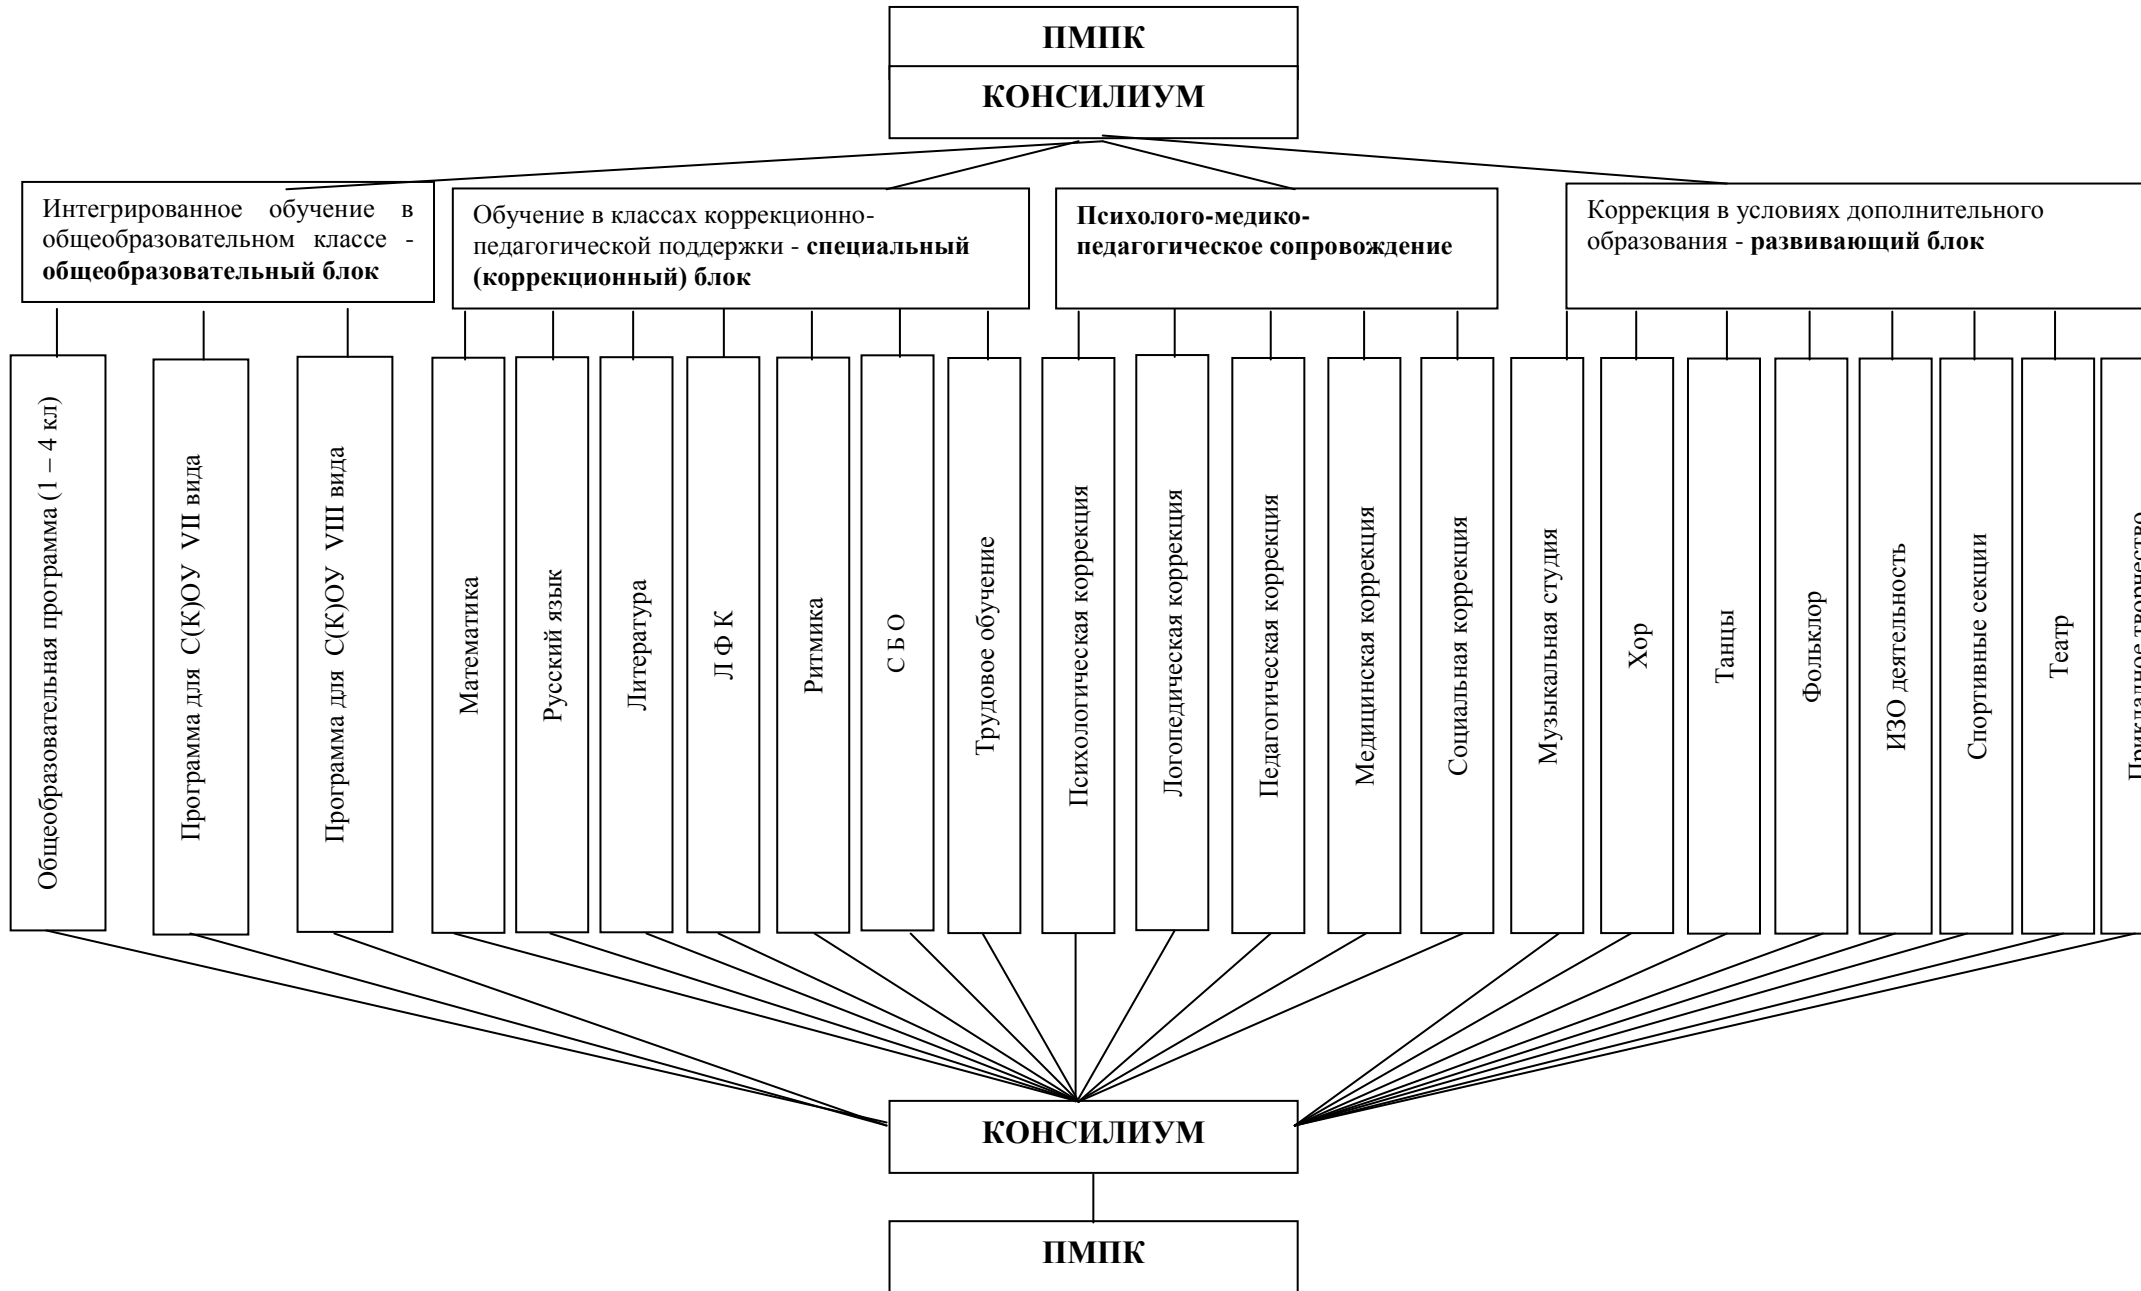 ПМПК
КОНСИЛИУМ
Интегрированное обучение в
общеобразовательном классе -
общеобразовательный блок
Обучение в классах коррекционно-
педагогической поддержки - специальный
(коррекционный) блок
Психолого-медико-
педагогическое сопровождение
Коррекция в условиях дополнительного
образования - развивающий блок
Общеобразовательная программа (1 – 4 кл)
Программа для С(К)ОУ VII вида
Программа для С(К)ОУ VIII вида
Математика
Русский язык
Литература
Л Ф К
Ритмика
С Б О
Трудовое обучение
Психологическая коррекция
Логопедическая коррекция
Педагогическая коррекция
Медицинская коррекция
Социальная коррекция
Музыкальная студия
Хор
Танцы
Фольклор
ИЗО деятельность
Спортивные секции
Театр
Прикладное творчество
КОНСИЛИУМ
ПМПК